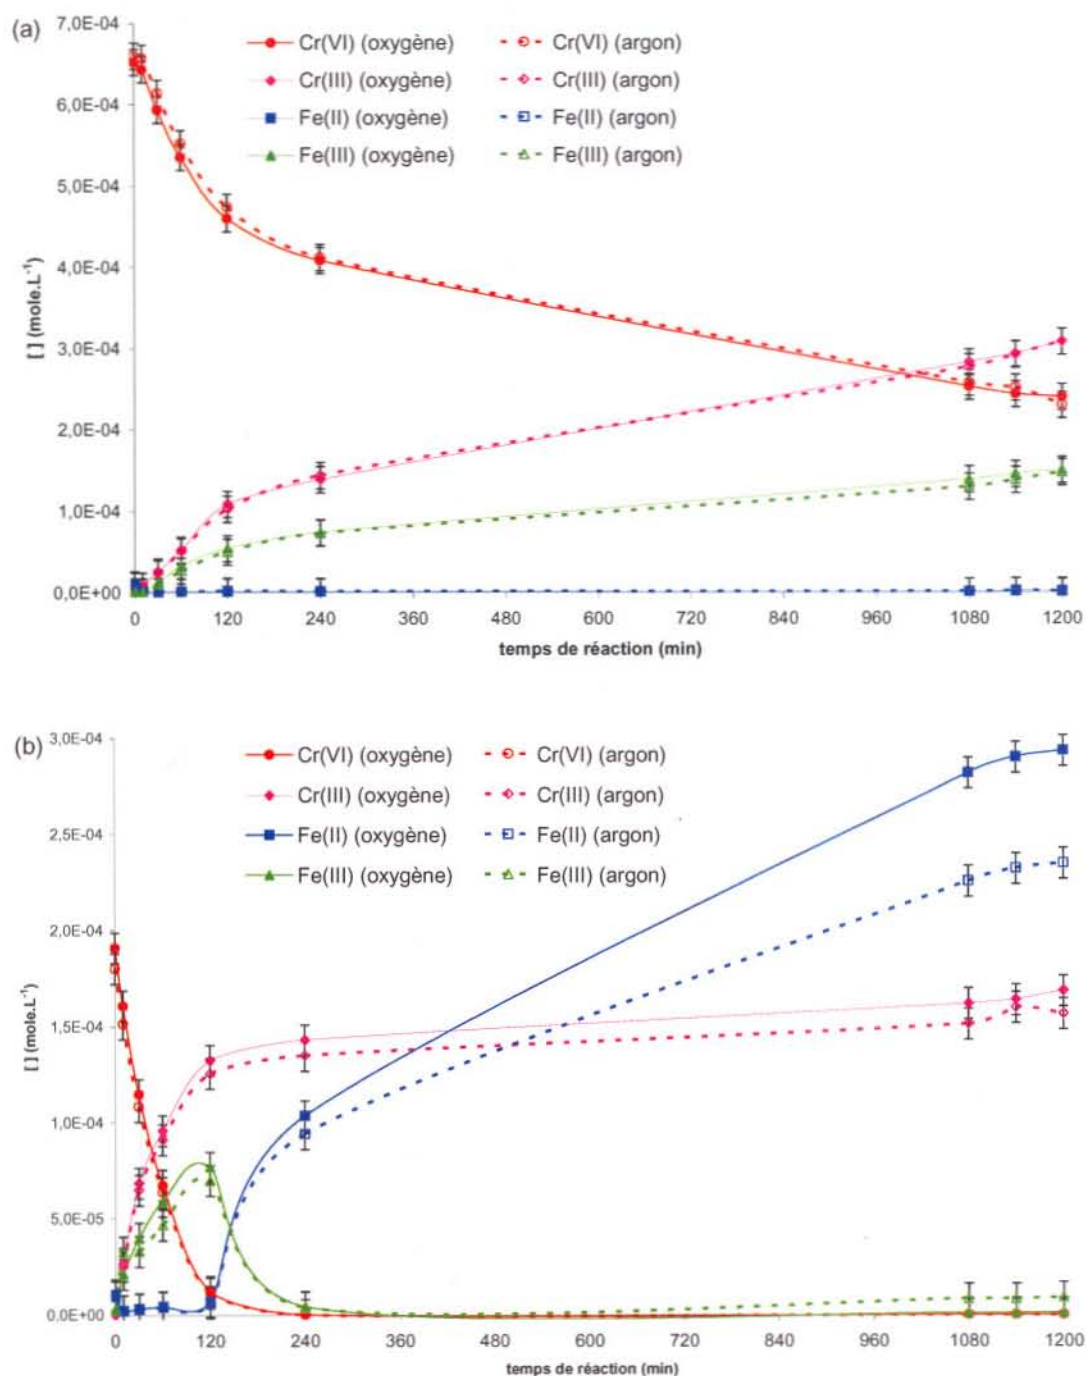 (a)
7,0E-04
6,0E-04
5,0E-04
4,0E-04
3,0E-04
2,0E-04
1,0E-04
0,0E+00
[ ] (mole.L⁻¹)
Cr(VI) (oxygène) Cr(VI) (argon)
Cr(III) (oxygène) Cr(III) (argon)
Fe(II) (oxygène) Fe(II) (argon)
Fe(III) (oxygène) Fe(III) (argon)
0 120 240 360 480 600 720 840 960 1080 1200
temps de réaction (min)
(b)
3,0E-04
2,5E-04
2,0E-04
1,5E-04
1,0E-04
5,0E-05
0,0E+00
[ ] (mole.L⁻¹)
Cr(VI) (oxygène) Cr(VI) (argon)
Cr(III) (oxygène) Cr(III) (argon)
Fe(II) (oxygène) Fe(II) (argon)
Fe(III) (oxygène) Fe(III) (argon)
0 120 240 360 480 600 720 840 960 1080 1200
temps de réaction (min)